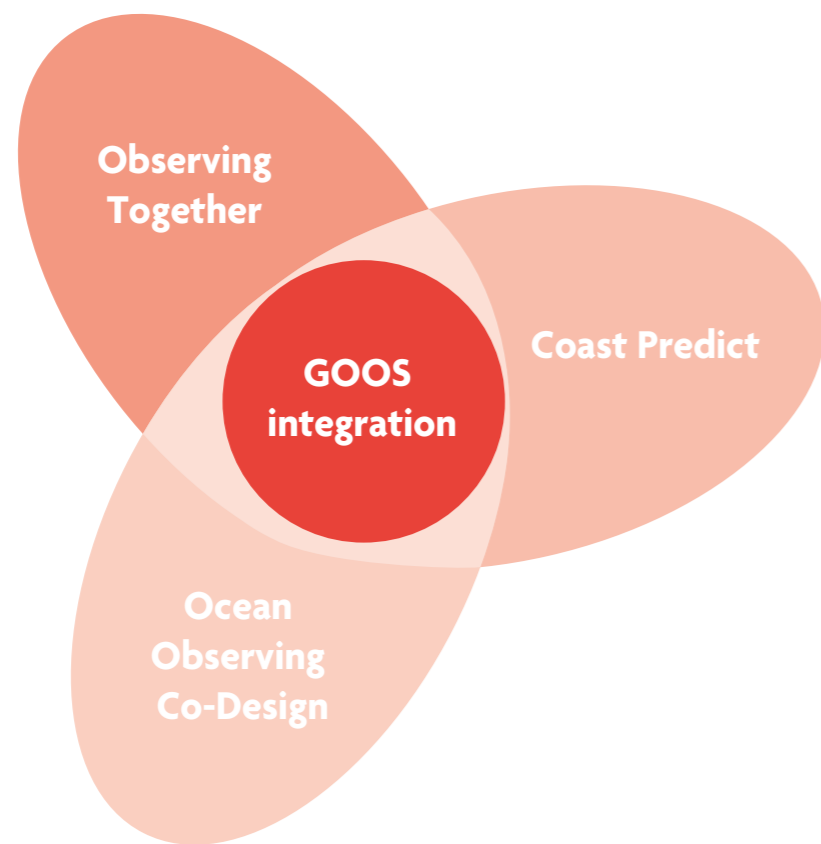 Observing
Together
Coast Predict
GOOS
integration
Ocean
Observing
Co-Design